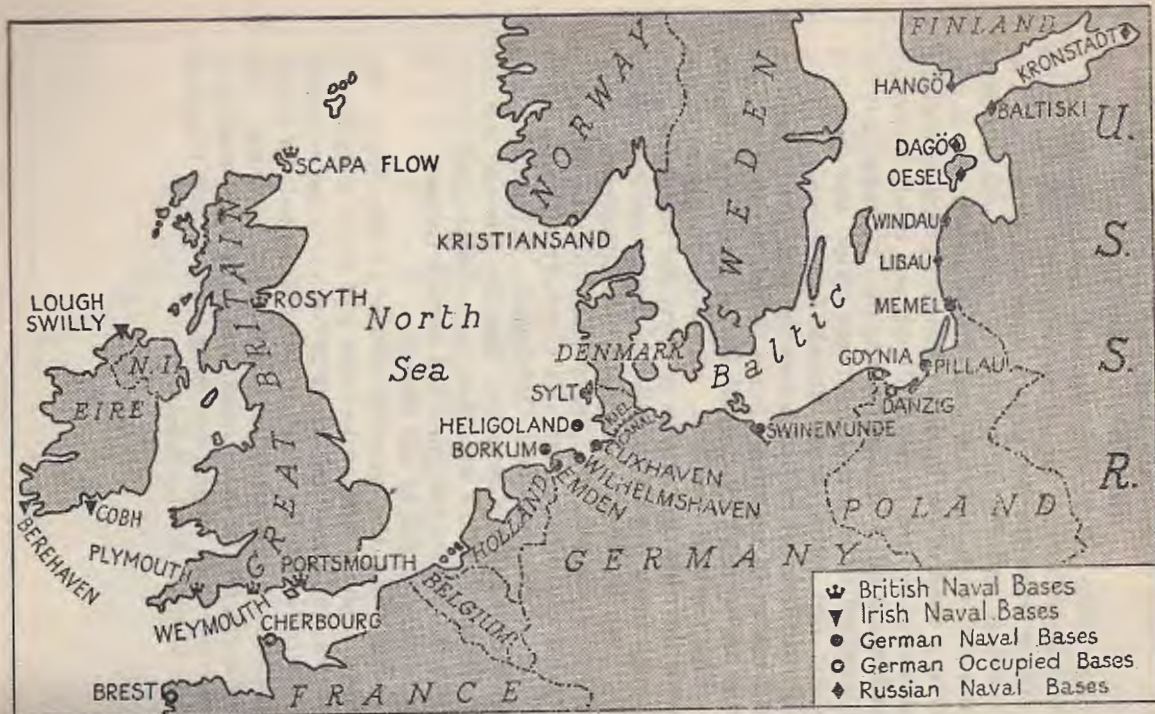 FINLAND
KRONSTADT
NORWAY
SWEDEN
HANGÖ
BALTISKI
U.
S.
S.
R.
DAGÖ
OESEL
SCAPA FLOW
KRISTIANSAND
WINDAU
LIBAU
MEMEL
GREAT BRITAIN
ROSYTH
North
Sea
LOUGH
SWILLY
N.I.
EIRE
DENMARK
Baltic
GDYNIA
PILLAU
DANZIG
SYLT
KIEL
CANAL
HELIGOLAND
BORKUM
SWINEMUNDE
CUXHAVEN
WILHELMSHAVEN
EMDEN
HOLLAND
POLAND
GERMANY
BEREHAVEN
COBH
PLYMOUTH
PORTSMOUTH
WEYMOUTH
CHERBOURG
BELGIUM
BREST
FRANCE
British Naval Bases
Irish Naval Bases
German Naval Bases
German Occupied Bases
Russian Naval Bases